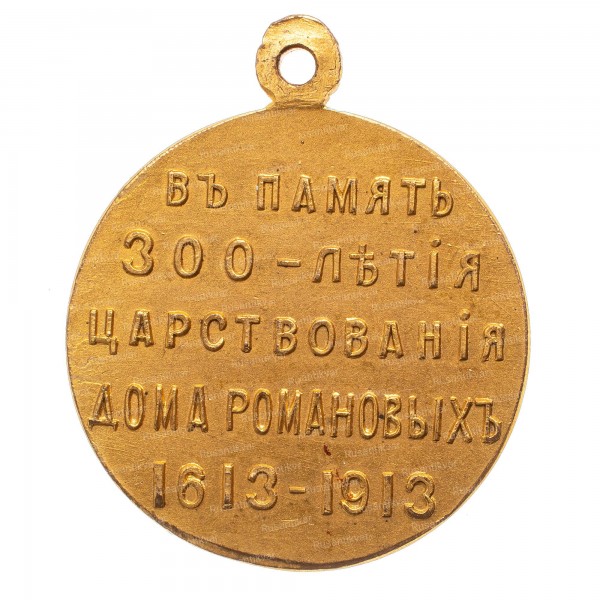 ВЪ ПАМЯТЬ
300-ЛѢТІЯ
ЦАРСТВОВАНІЯ
ДОМА РОМАНОВЫХЪ
1613-1913